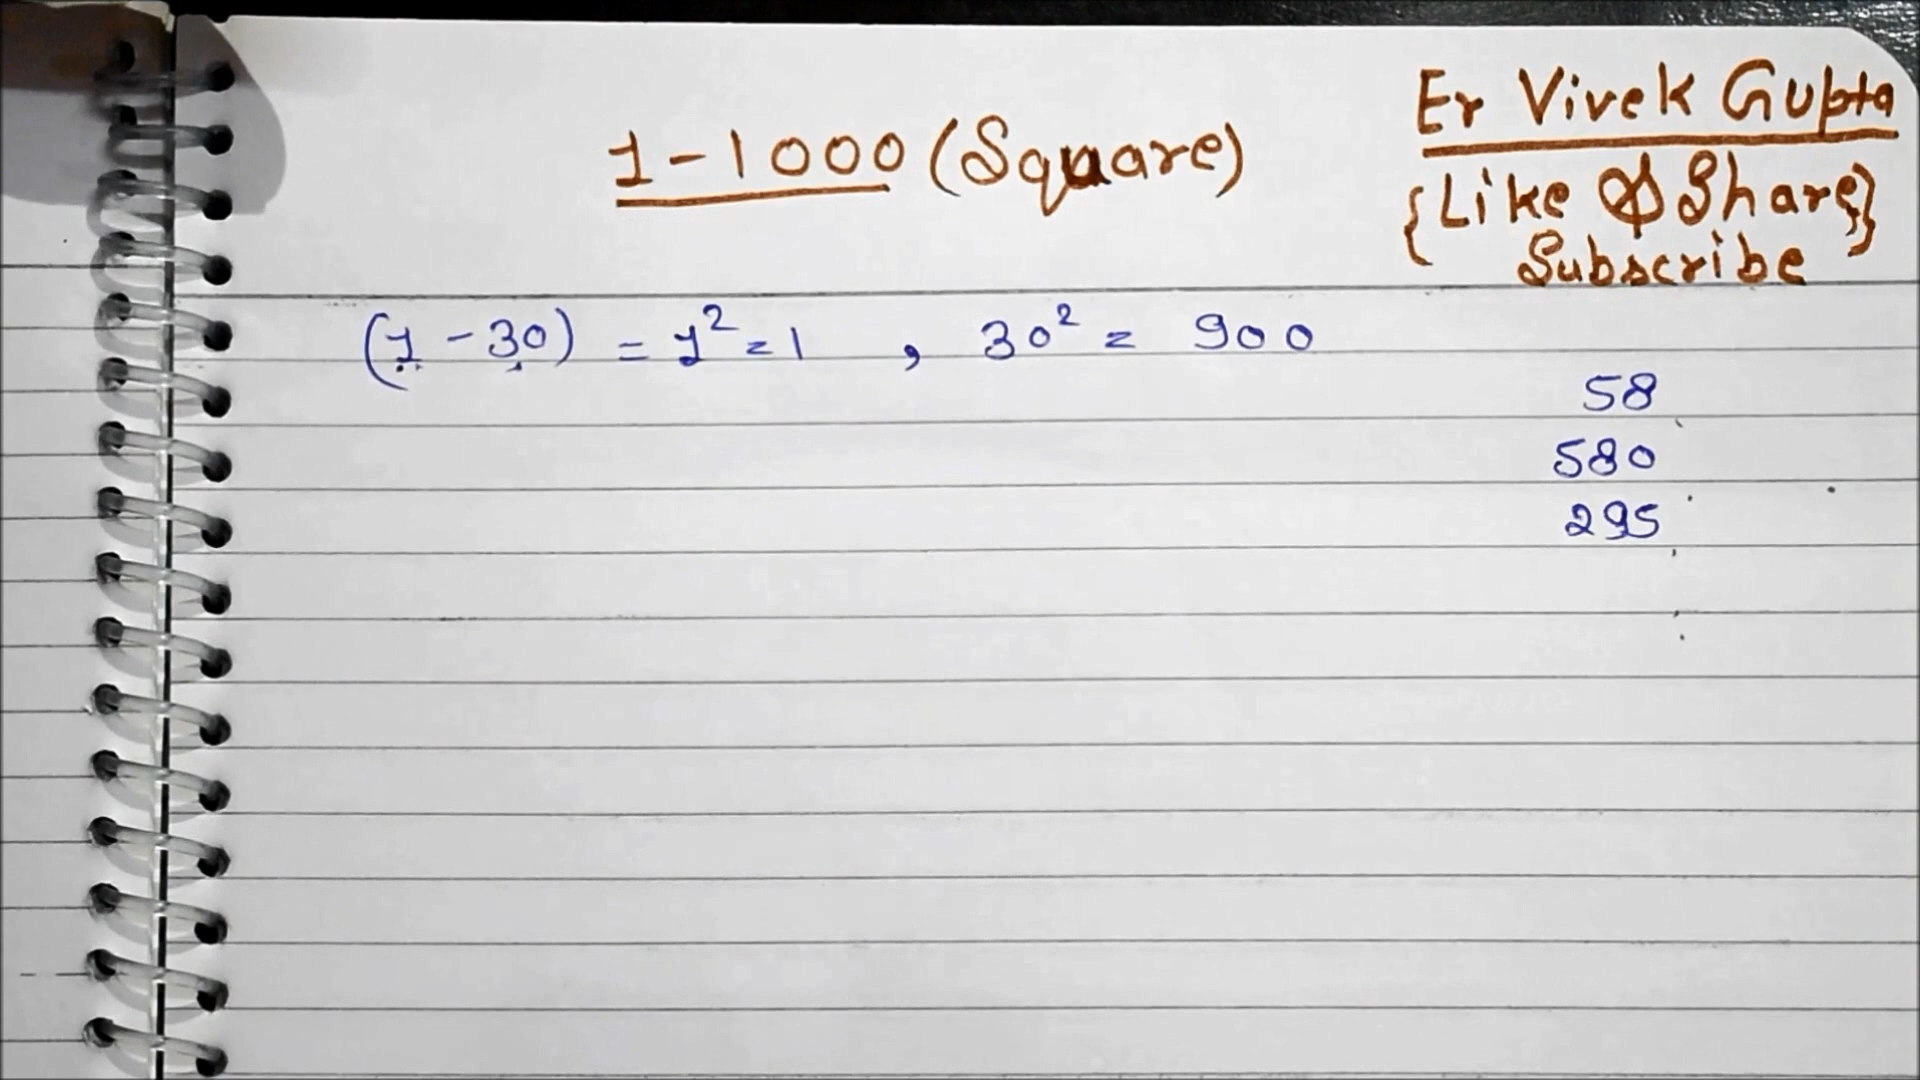 1-1000 (Square)
Er Vivek Gupta
{Like & Share}
Subscribe
(1 - 30) = 1² = 1 , 30² = 900
58
580
295